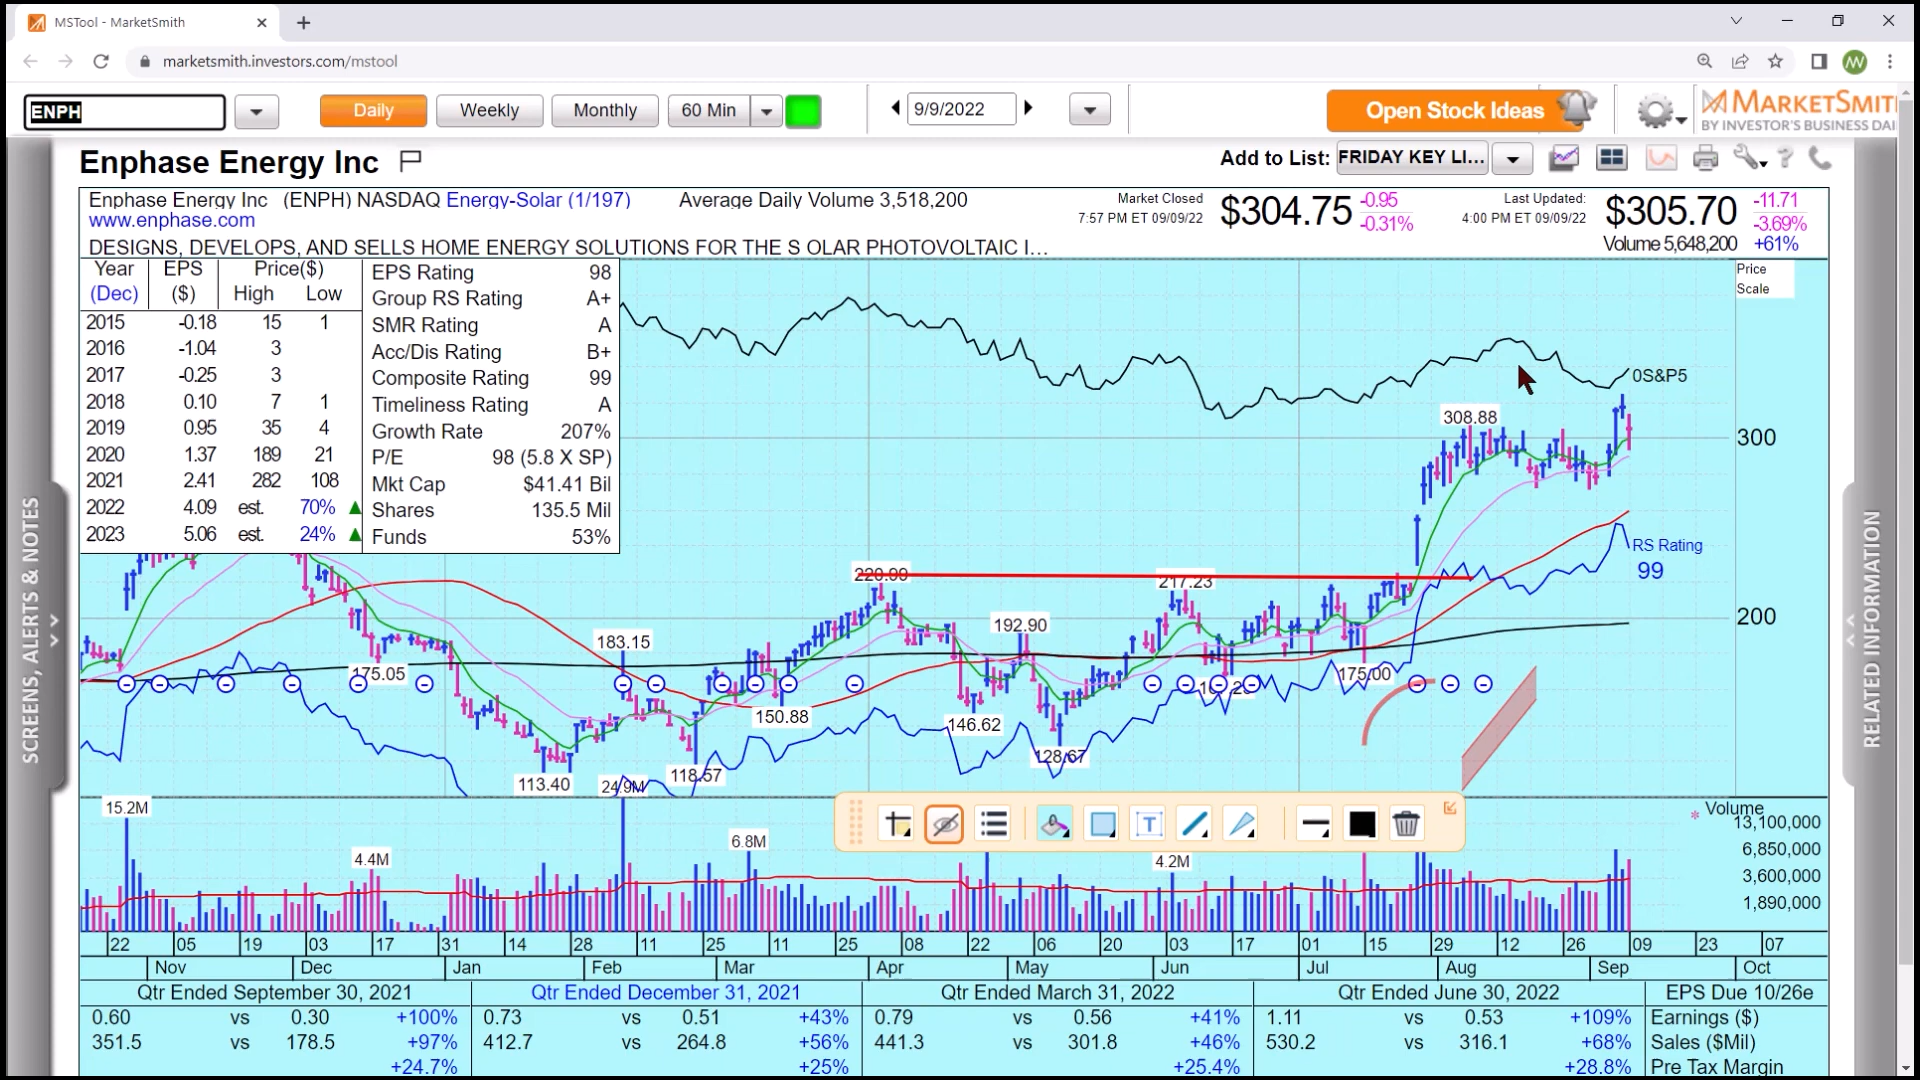 MSTool - MarketSmith
marketsmith.investors.com/mstool
ENPH
Daily
Weekly
Monthly
60 Min
9/9/2022
Open Stock Ideas
MARKETSMIT
BY INVESTOR'S BUSINESS DAI
Enphase Energy Inc
Add to List: FRIDAY KEY LI...
Enphase Energy Inc (ENPH) NASDAQ Energy-Solar (1/197) Average Daily Volume 3,518,200
www.enphase.com
DESIGNS, DEVELOPS, AND SELLS HOME ENERGY SOLUTIONS FOR THE S OLAR PHOTOVOLTAIC I...
Market Closed
7:57 PM ET 09/09/22
$304.75
-0.95
-0.31%
Last Updated:
4:00 PM ET 09/09/22
$305.70
-11.71
-3.69%
Volume 5,648,200 +61%
Year EPS Price($)
(Dec) ($) High Low
2015 -0.18 15 1
2016 -1.04 3
2017 -0.25 3
2018 0.10 7 1
2019 0.95 35 4
2020 1.37 189 21
2021 2.41 282 108
2022 4.09 est. 70%
2023 5.06 est. 24%
EPS Rating 98
Group RS Rating A+
SMR Rating A
Acc/Dis Rating B+
Composite Rating 99
Timeliness Rating A
Growth Rate 207%
P/E 98 (5.8 X SP)
Mkt Cap $41.41 Bil
Shares 135.5 Mil
Funds 53%
Price
Scale
0S&P5
308.88
300
RS Rating
99
220.99
217.23
200
192.90
183.15
175.05
175.00
150.88
146.62
128.67
118.57
113.40
24.9M
15.2M
6.8M
4.4M
4.2M
T
* Volume
13,100,000
6,850,000
3,600,000
1,890,000
22 05 19 03 17 31 14 28 11 25 11 25 08 22 06 20 03 17 01 15 29 12 26 09 23 07
Nov Dec Jan Feb Mar Apr May Jun Jul Aug Sep Oct
Qtr Ended September 30, 2021 Qtr Ended December 31, 2021 Qtr Ended March 31, 2022 Qtr Ended June 30, 2022 EPS Due 10/26e
0.60 vs 0.30 +100% 0.73 vs 0.51 +43% 0.79 vs 0.56 +41% 1.11 vs 0.53 +109% Earnings ($)
351.5 vs 178.5 +97% 412.7 vs 264.8 +56% 441.3 vs 301.8 +46% 530.2 vs 316.1 +68% Sales ($Mil)
+24.7% +25% +25.4% +28.8% Pre Tax Margin
SCREENS, ALERTS & NOTES
RELATED INFORMATION